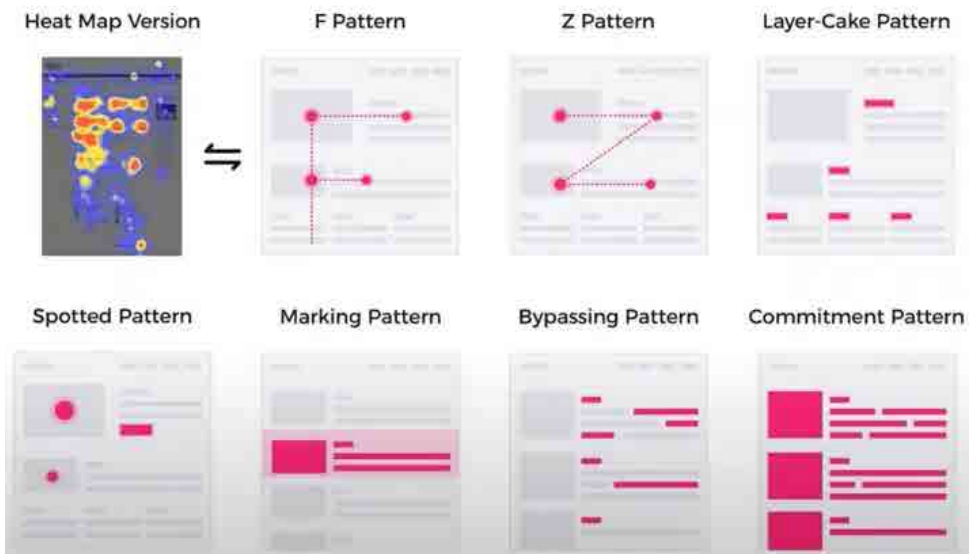 Heat Map Version
F Pattern
Z Pattern
Layer-Cake Pattern
Spotted Pattern
Marking Pattern
Bypassing Pattern
Commitment Pattern